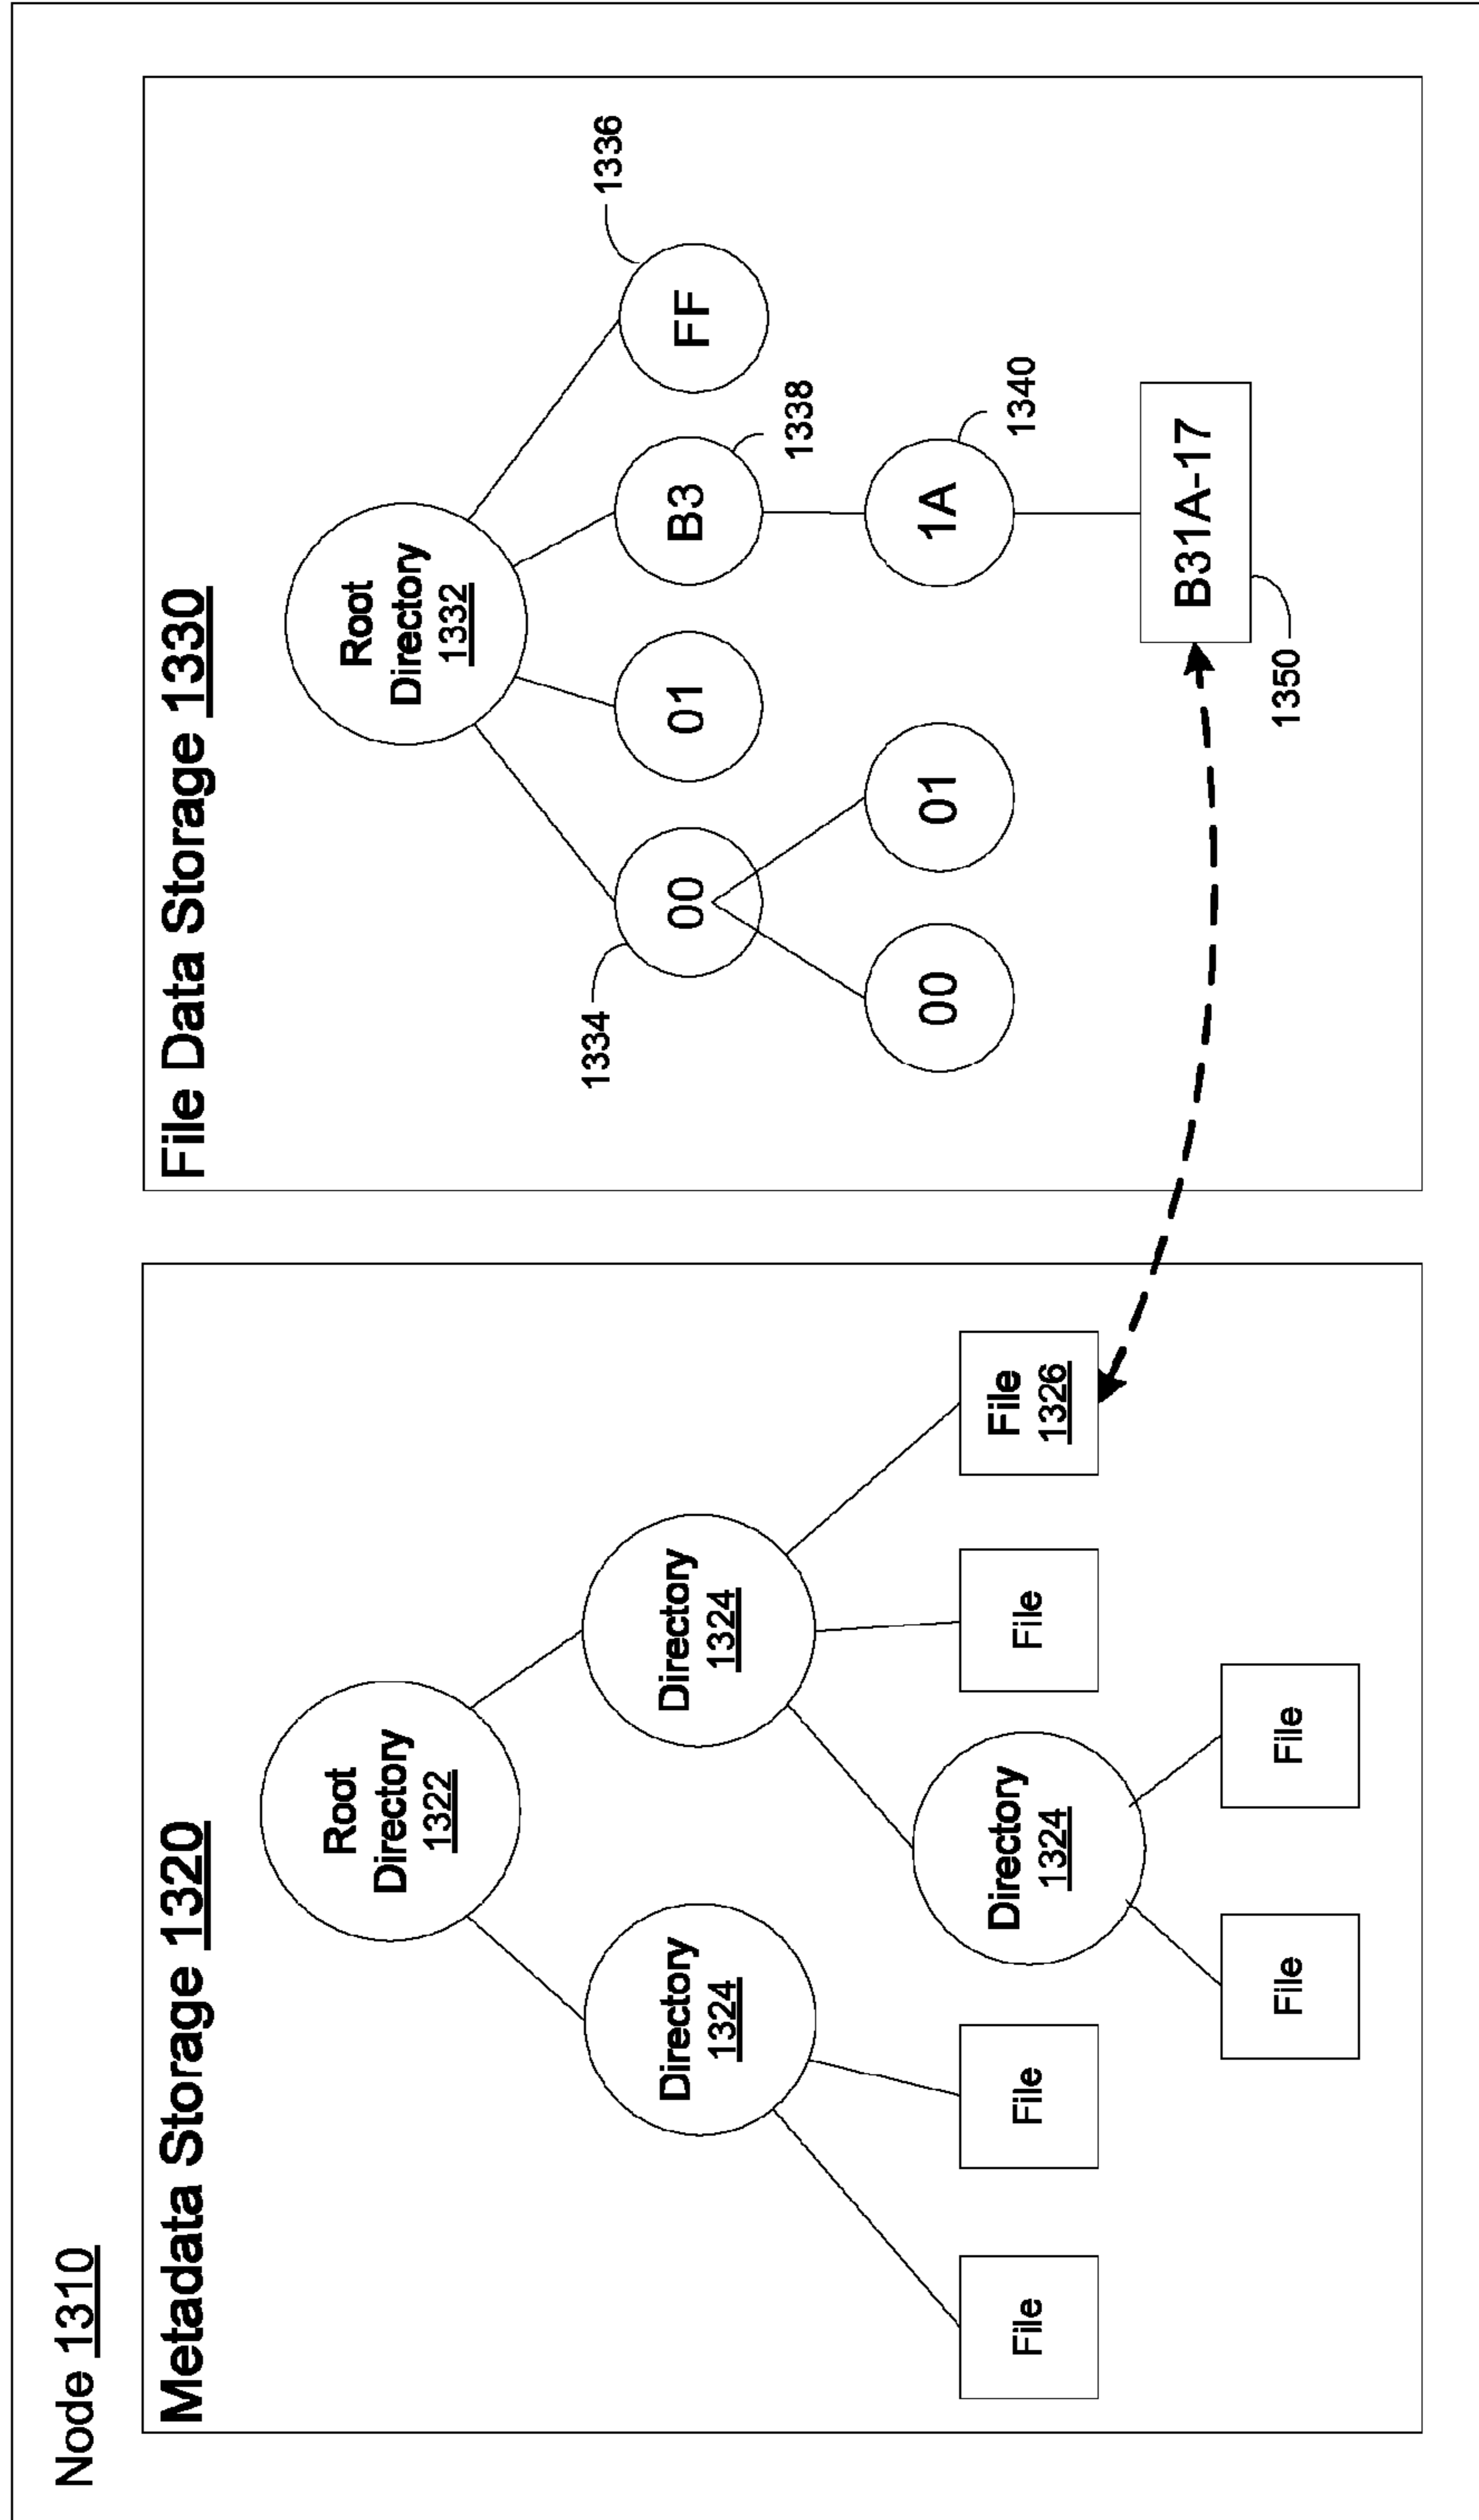 Node 1310
Metadata Storage 1320
Root
Directory
1322
Directory
1324
Directory
1324
File
File
Directory
1324
File
File
1326
File
File
File Data Storage 1330
Root
Directory
1332
1334
00
01
B3
FF
1336
1338
00
01
1A
1340
B31A-17
1350